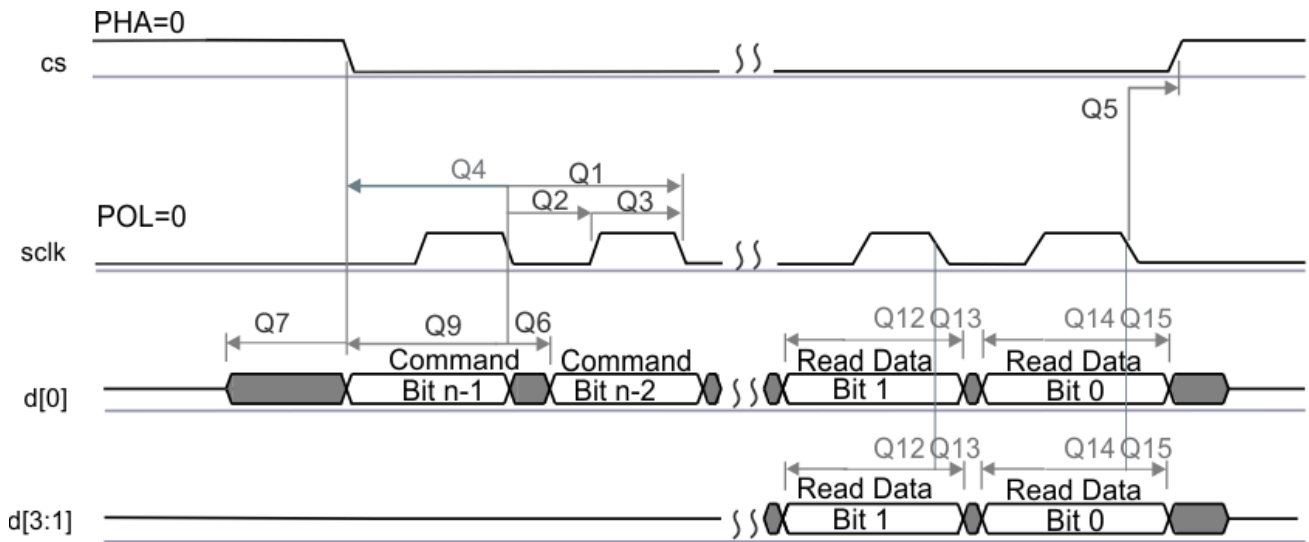 PHA=0
cs
Q5
Q4 Q1
Q2 Q3
POL=0
sclk
Q7 Q9 Q6 Q12 Q13 Q14 Q15
Command Command Read Data Read Data
d[0] Bit n-1 Bit n-2 Bit 1 Bit 0
Q12 Q13 Q14 Q15
Read Data Read Data
d[3:1] Bit 1 Bit 0